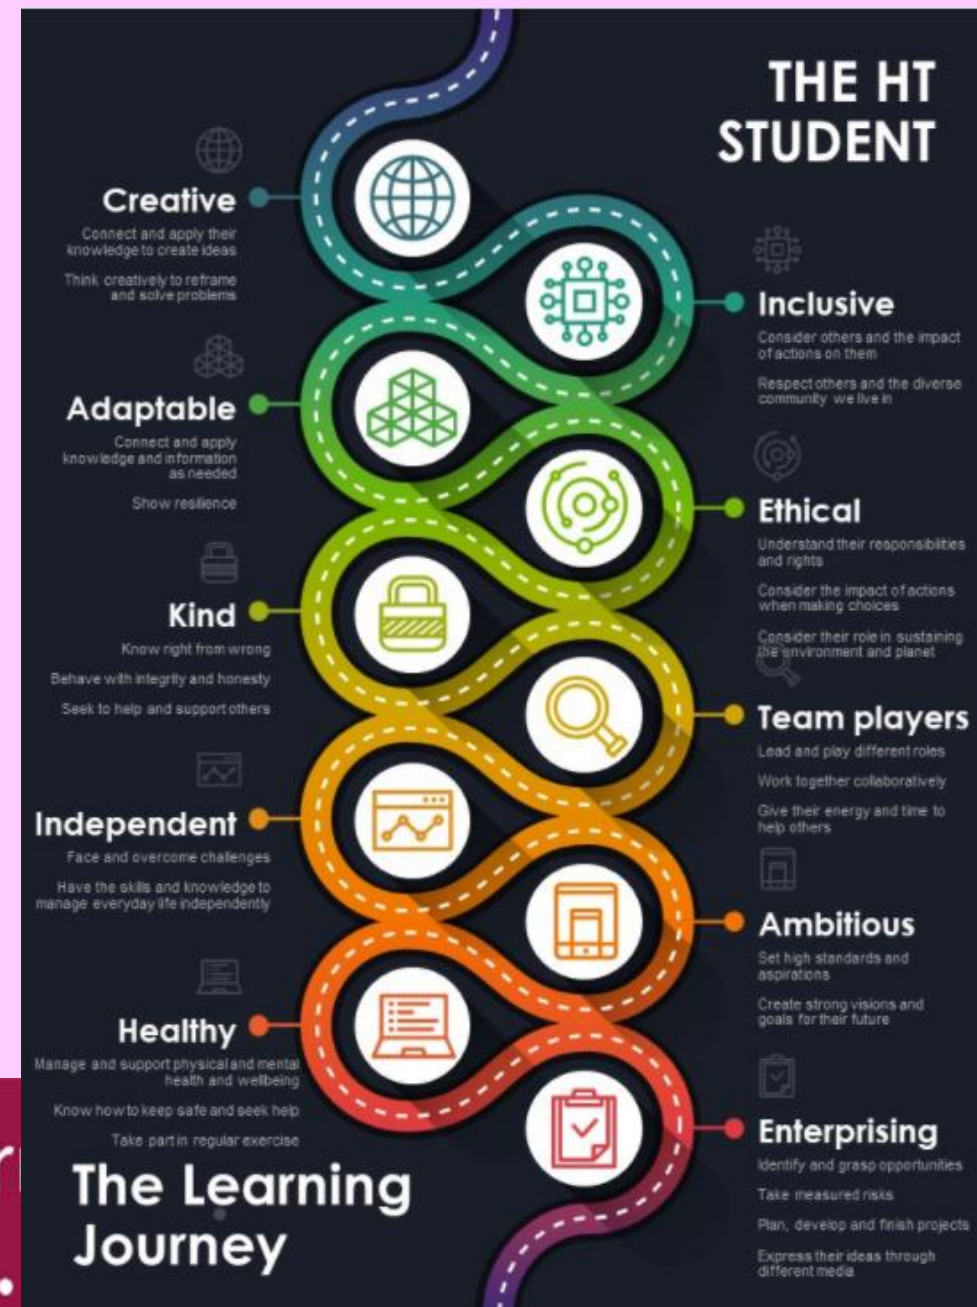 THE HT
STUDENT
Creative
Connect and apply their
knowledge to create ideas
Think creatively to reframe
and solve problems
Inclusive
Consider others and the impact
of actions on them
Respect others and the diverse
community we live in
Adaptable
Connect and apply
knowledge and information
as needed
Show resilience
Ethical
Understand their responsibilities
and rights
Consider the impact of actions
when making choices
Consider their role in sustaining
the environment and planet
Kind
Know right from wrong
Behave with integrity and honesty
Seek to help and support others
Team players
Lead and play different roles
Work together collaboratively
Give their energy and time to
help others
Independent
Face and overcome challenges
Have the skills and knowledge to
manage everyday life independently
Ambitious
Set high standards and
aspirations
Create strong visions and
goals for their future
Healthy
Manage and support physical and mental
health and wellbeing
Know how to keep safe and seek help
Take part in regular exercise
Enterprising
Identify and grasp opportunities
Take measured risks
Plan, develop and finish projects
Express their ideas through
different media
The Learning
Journey